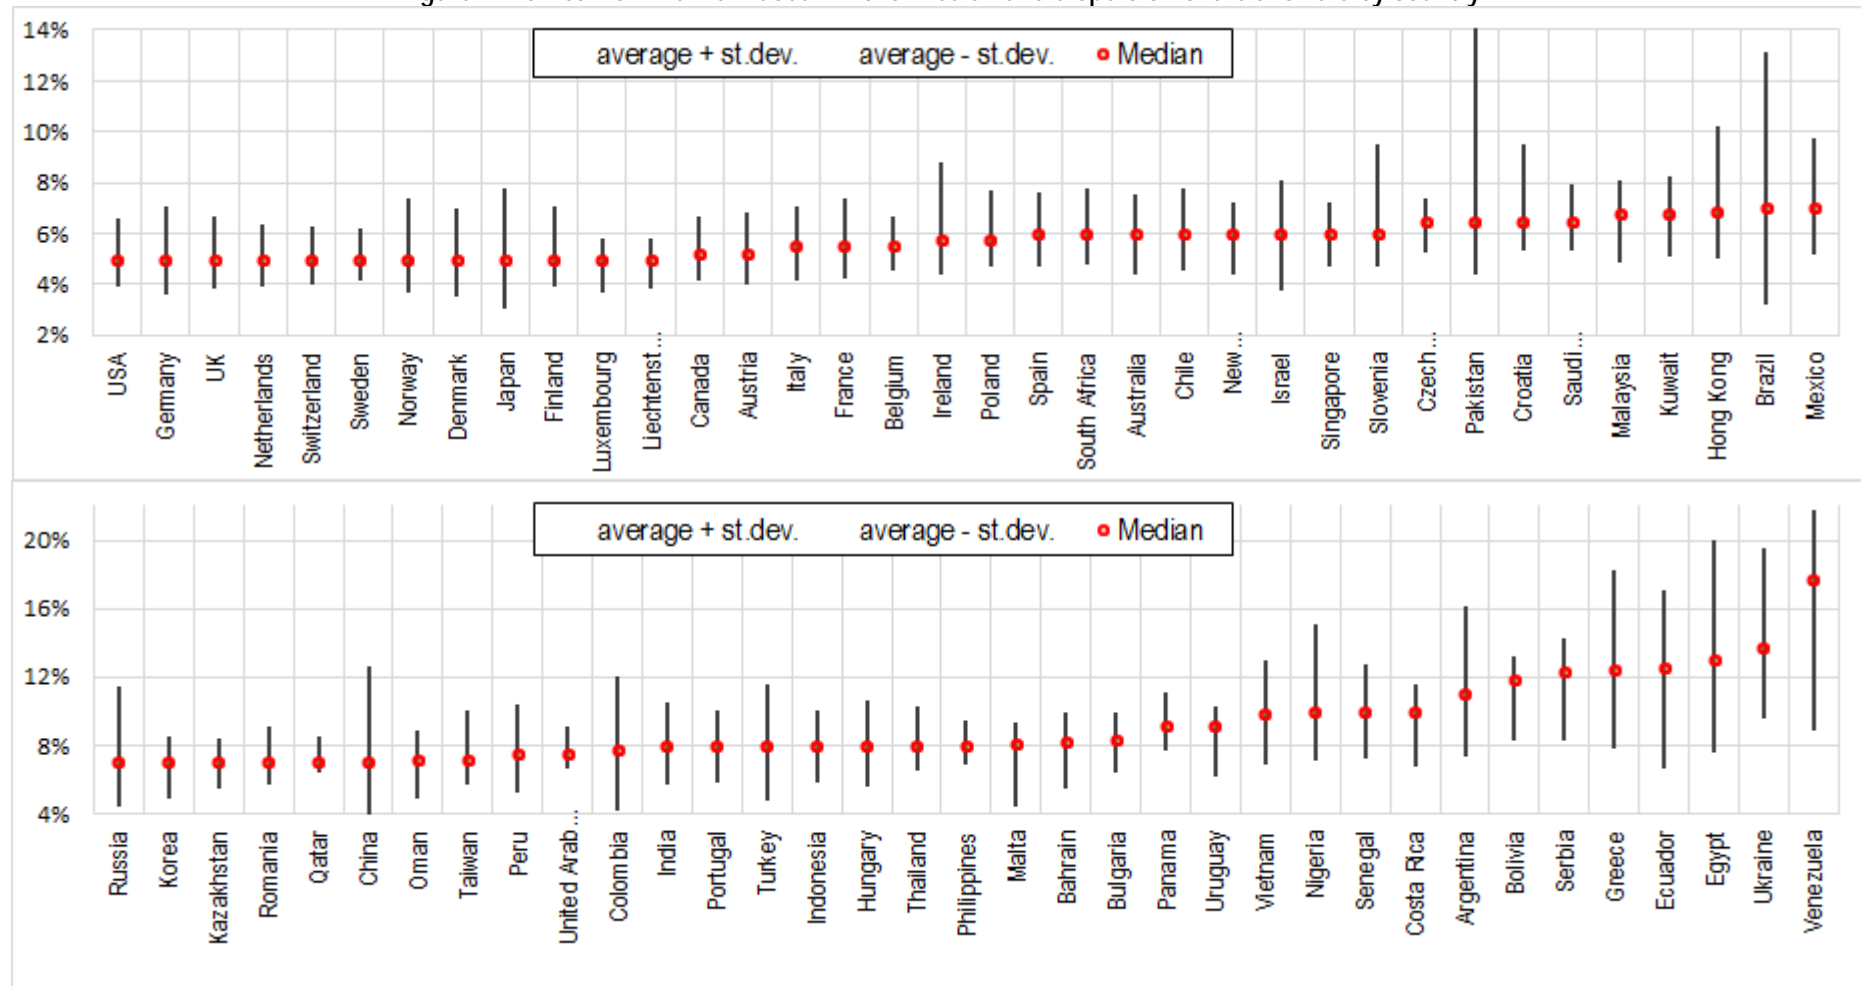 14%
average + st.dev. average - st.dev. Median
12%
10%
8%
6%
4%
2%
USA
Germany
UK
Netherlands
Switzerland
Sweden
Norway
Denmark
Japan
Finland
Luxembourg
Liechtenst...
Canada
Austria
Italy
France
Belgium
Ireland
Poland
Spain
South Africa
Australia
Chile
New...
Israel
Singapore
Slovenia
Czech...
Pakistan
Croatia
Saudi...
Malaysia
Kuwait
Hong Kong
Brazil
Mexico
average + st.dev. average - st.dev. Median
20%
16%
12%
8%
4%
Russia
Korea
Kazakhstan
Romania
Qatar
China
Oman
Taiwan
Peru
United Arab...
Colombia
India
Portugal
Turkey
Indonesia
Hungary
Thailand
Philippines
Malta
Bahrain
Bulgaria
Panama
Uruguay
Vietnam
Nigeria
Senegal
Costa Rica
Argentina
Bolivia
Serbia
Greece
Ecuador
Egypt
Ukraine
Venezuela